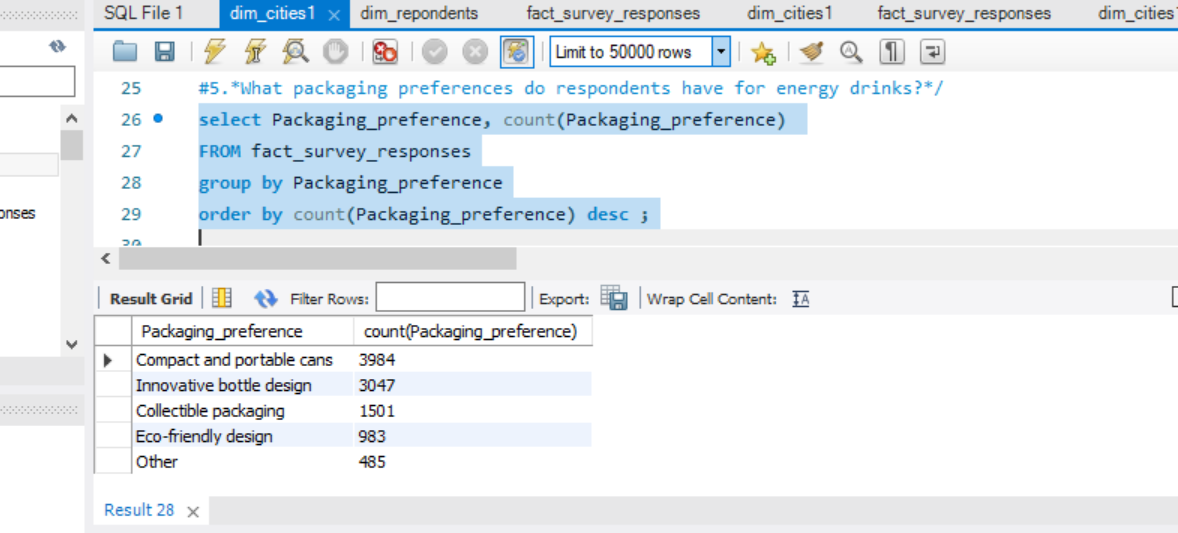 SQL File 1 dim_cities1 dim_repondents fact_survey_responses dim_cities1 fact_survey_responses dim_cities1
Limit to 50000 rows
25 #5.*What packaging preferences do respondents have for energy drinks?*/
26 select Packaging_preference, count(Packaging_preference)
27 FROM fact_survey_responses
28 group by Packaging_preference
29 order by count(Packaging_preference) desc ;
30
onses
Result Grid Filter Rows: Export: Wrap Cell Content: IA
Packaging_preference count(Packaging_preference)
Compact and portable cans 3984
Innovative bottle design 3047
Collectible packaging 1501
Eco-friendly design 983
Other 485
Result 28